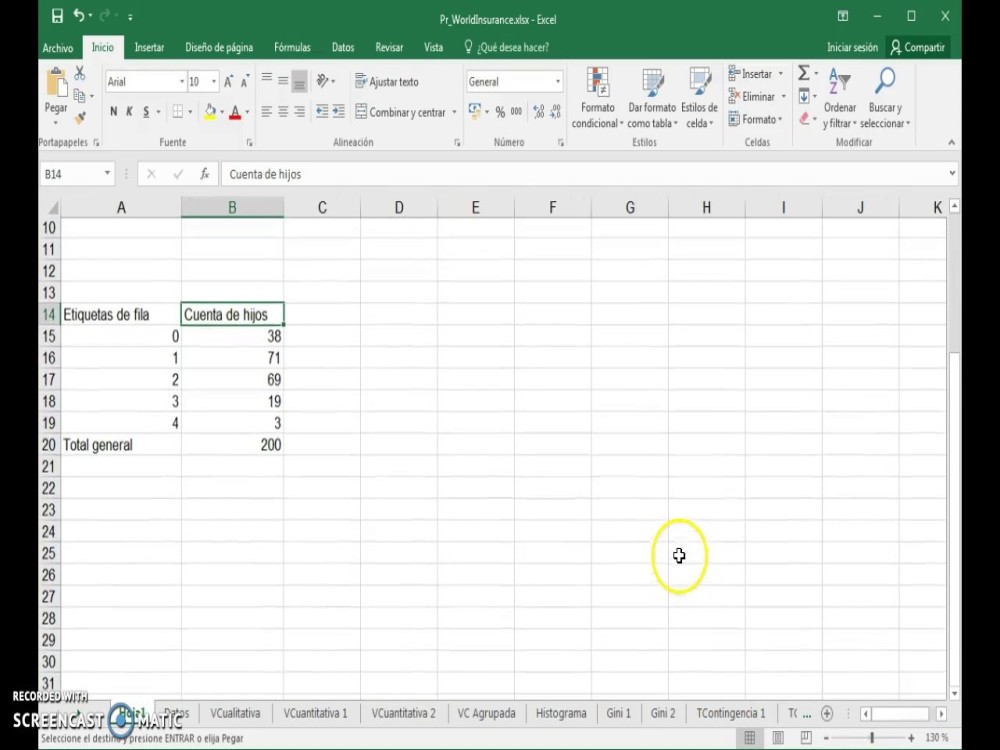 Pr_WorldInsurance.xlsx - Excel
Archivo Inicio Insertar Diseño de página Fórmulas Datos Revisar Vista ¿Qué desea hacer? Iniciar sesión Compartir
Pegar
Arial 10
N K S
Ajustar texto
Combinar y centrar
General
% 000
Formato condicional
Dar formato como tabla
Estilos de celda
Insertar
Eliminar
Formato
Ordenar y filtrar
Buscar y seleccionar
Portapapeles Fuente Alineación Número Estilos Celdas Modificar
B14 fx Cuenta de hijos
A B C D E F G H I J K
10
11
12
13
14 Etiquetas de fila Cuenta de hijos
15 0 38
16 1 71
17 2 69
18 3 19
19 4 3
20 Total general 200
21
22
23
24
25
26
27
28
29
30
31
RECORDED WITH
SCREENCAST MATIC
Hoja1 Datos VCualitativa VCuantitativa 1 VCuantitativa 2 VC Agrupada Histograma Gini 1 Gini 2 TContingencia 1 ...
Seleccione el destino y presione ENTRAR o elija Pegar
130 %